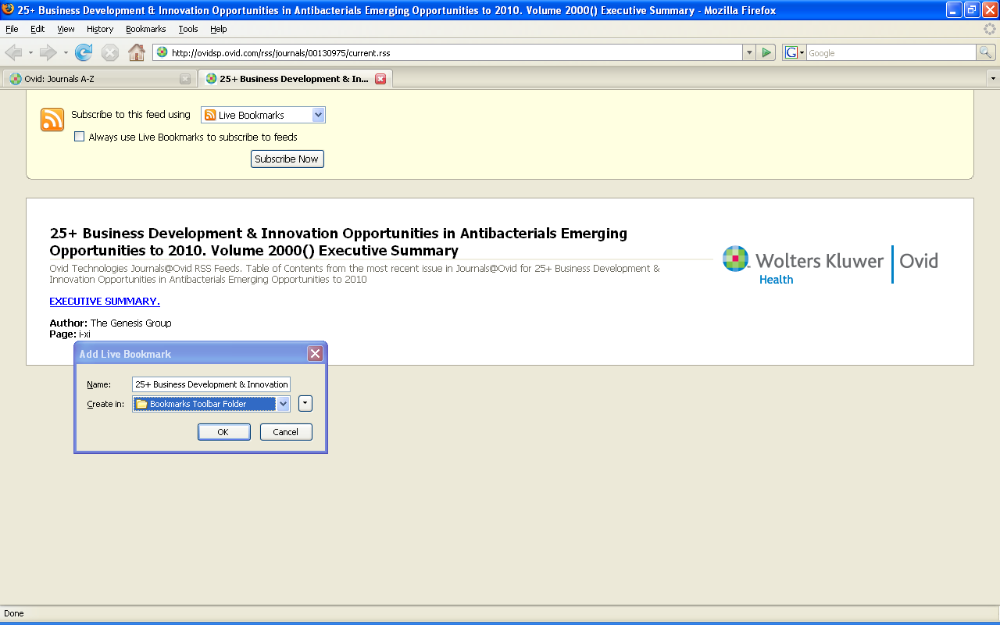 25+ Business Development & Innovation Opportunities in Antibacterials Emerging Opportunities to 2010. Volume 2000() Executive Summary - Mozilla Firefox
File Edit View History Bookmarks Tools Help
http://ovidsp.ovid.com/rss/journals/00130975/current.rss
G Google
Ovid: Journals A-Z
25+ Business Development & In...
Subscribe to this feed using Live Bookmarks
Always use Live Bookmarks to subscribe to feeds
Subscribe Now
25+ Business Development & Innovation Opportunities in Antibacterials Emerging
Opportunities to 2010. Volume 2000() Executive Summary
Ovid Technologies Journals@Ovid RSS Feeds. Table of Contents from the most recent issue in Journals@Ovid for 25+ Business Development &
Innovation Opportunities in Antibacterials Emerging Opportunities to 2010
Wolters Kluwer Ovid
Health
EXECUTIVE SUMMARY.
Author: The Genesis Group
Page: i-xi
Add Live Bookmark
Name: 25+ Business Development & Innovation
Create in: Bookmarks Toolbar Folder
OK Cancel
Done